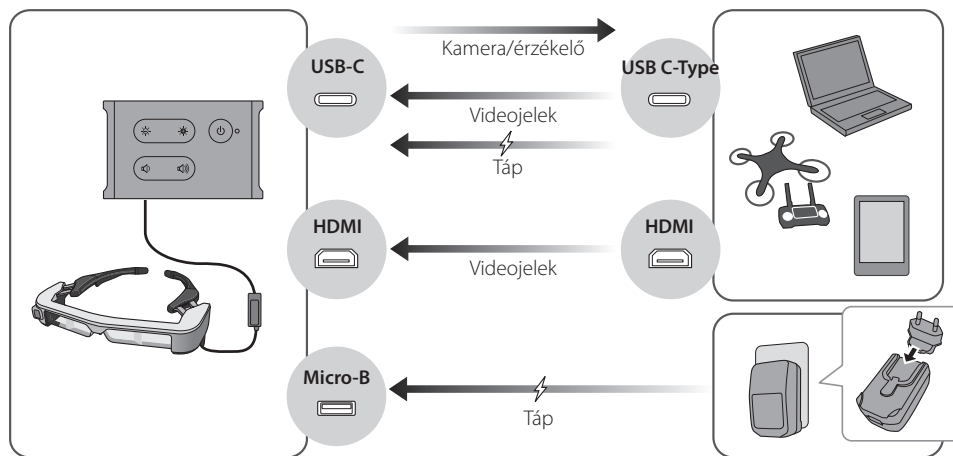 Kamera/érzékelő
USB-C
USB C-Type
Videojelek
Táp
HDMI
HDMI
Videojelek
Micro-B
Táp